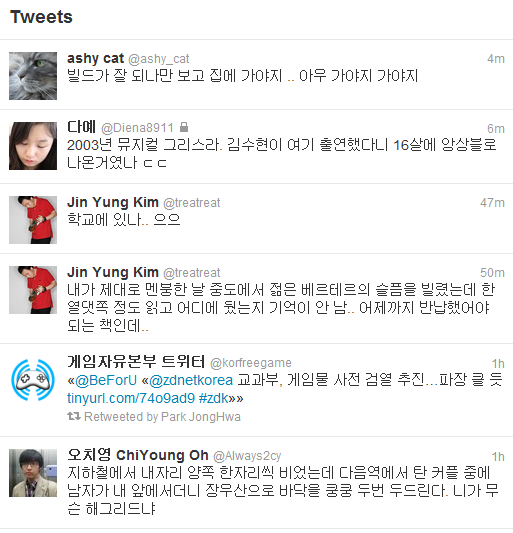 Tweets
ashy cat @ashy_cat 4m
빌드가 잘 되나만 보고 집에 가야지 .. 아우 가야지 가야지
다예 @Diena8911 6m
2003년 뮤지컬 그리스라. 김수현이 여기 출연했다니 16살에 앙상블로
나온거였나 ㄷㄷ
Jin Yung Kim @treatreat 47m
학교에 있나.. 으으
Jin Yung Kim @treatreat 50m
내가 제대로 멘붕한 날 중도에서 젊은 베르테르의 슬픔을 빌렸는데 한
열댓쪽 정도 읽고 어디에 뒀는지 기억이 안 남.. 어제까지 반납했어야
되는 책인데..
게임자유본부 트위터 @korfreegame 1h
«@BeForU «@zdnetkorea 교과부, 게임물 사전 검열 추진…파장 클 듯
tinyurl.com/74o9ad9 #zdk»»
Retweeted by Park JongHwa
오치영 ChiYoung Oh @Always2cy 1h
지하철에서 내자리 양쪽 한자리씩 비었는데 다음역에서 탄 커플 중에
남자가 내 앞에서더니 장우산으로 바닥을 쿵쿵 두번 두드린다. 니가 무
슨 해그리드냐